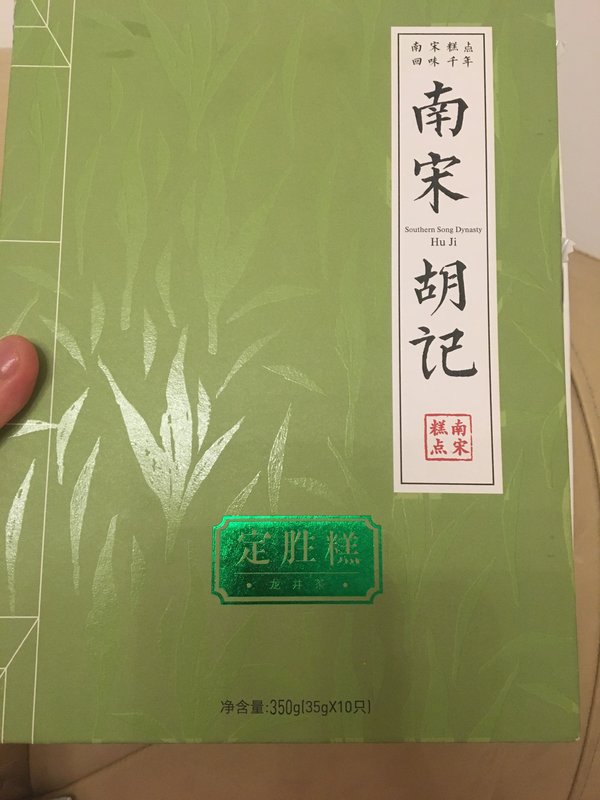 南宋糕点
回味千年
南宋
Southern Song Dynasty
Hu Ji
胡记
南宋
糕点
定胜糕
·龙井茶·
净含量:350g(35gX10只)